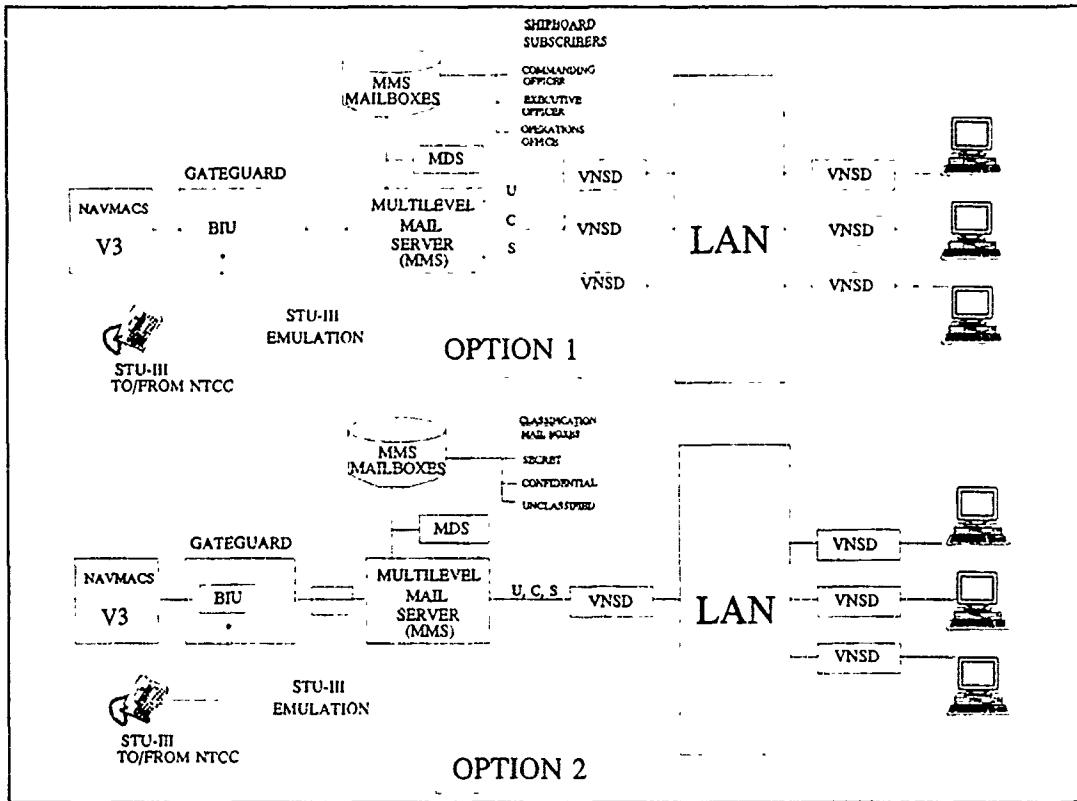 SHIPBOARD
SUBSCRIBERS
MMS
MAILBOXES
COMMANDING
OFFICER
EXECUTIVE
OFFICER
OPERATIONS
OFFICE
MDS
GATEGUARD
NAVMACS
V3
BIU
MULTILEVEL
MAIL
SERVER
(MMS)
U
C
S
VNSD
VNSD
VNSD
LAN
VNSD
VNSD
VNSD
STU-III
EMULATION
STU-III
TO/FROM NTCC
OPTION 1
CLASSIFICATION
MAIL BOXES
MMS
MAILBOXES
SECRET
CONFIDENTIAL
UNCLASSIFIED
MDS
GATEGUARD
NAVMACS
V3
BIU
MULTILEVEL
MAIL
SERVER
(MMS)
U, C, S
VNSD
LAN
VNSD
VNSD
VNSD
STU-III
EMULATION
STU-III
TO/FROM NTCC
OPTION 2